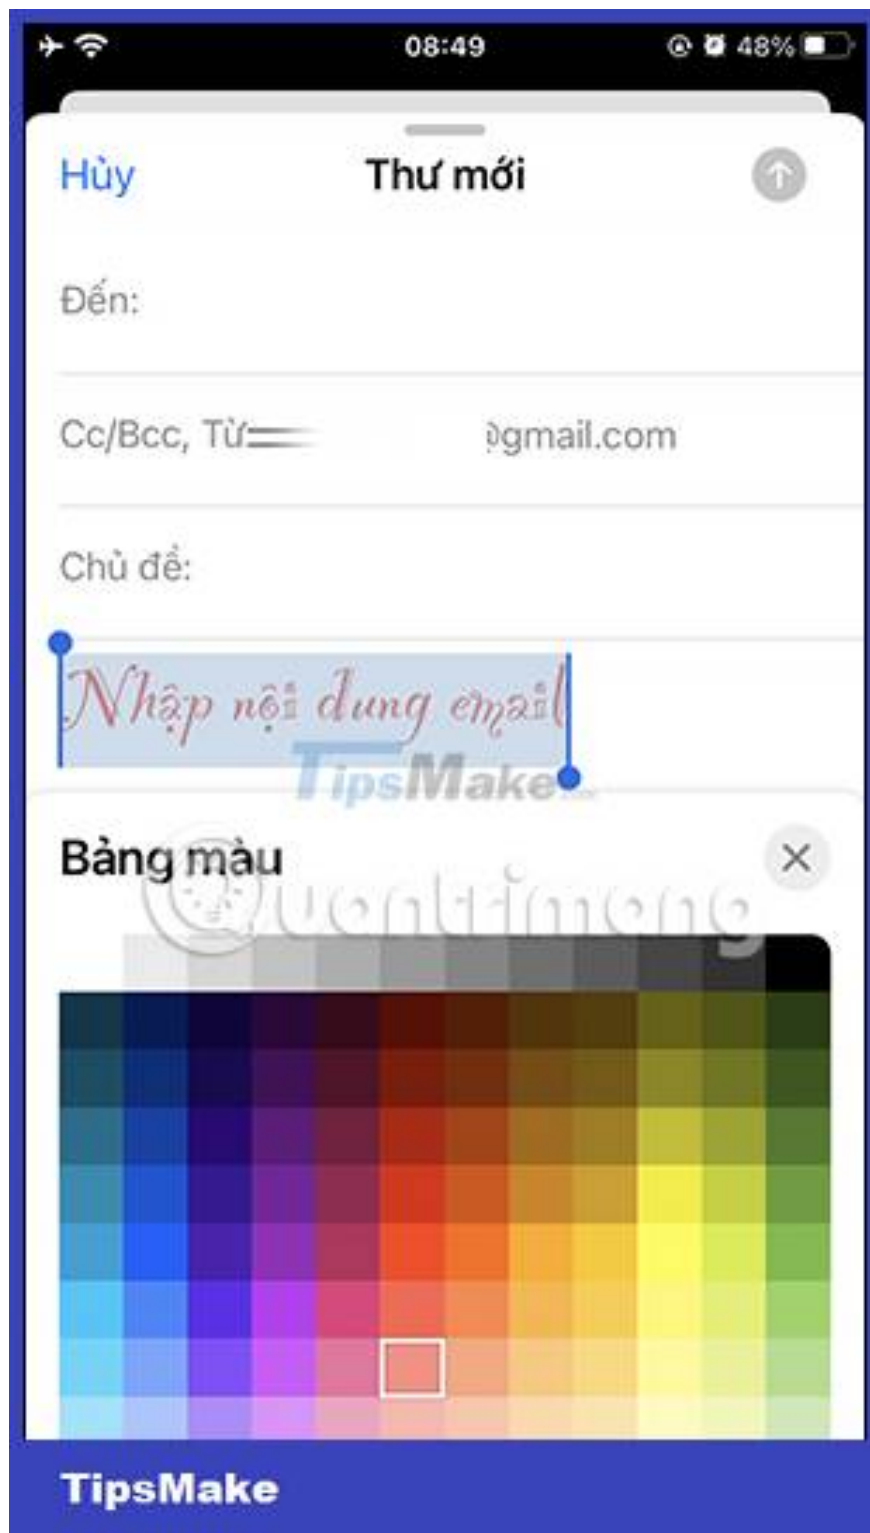 08:49
48%
Hủy
Thư mới
Đến:
Cc/Bcc, Từ
@gmail.com
Chủ đề:
Nhập nội dung email
TipsMake
Bảng màu
Quantrimang
TipsMake